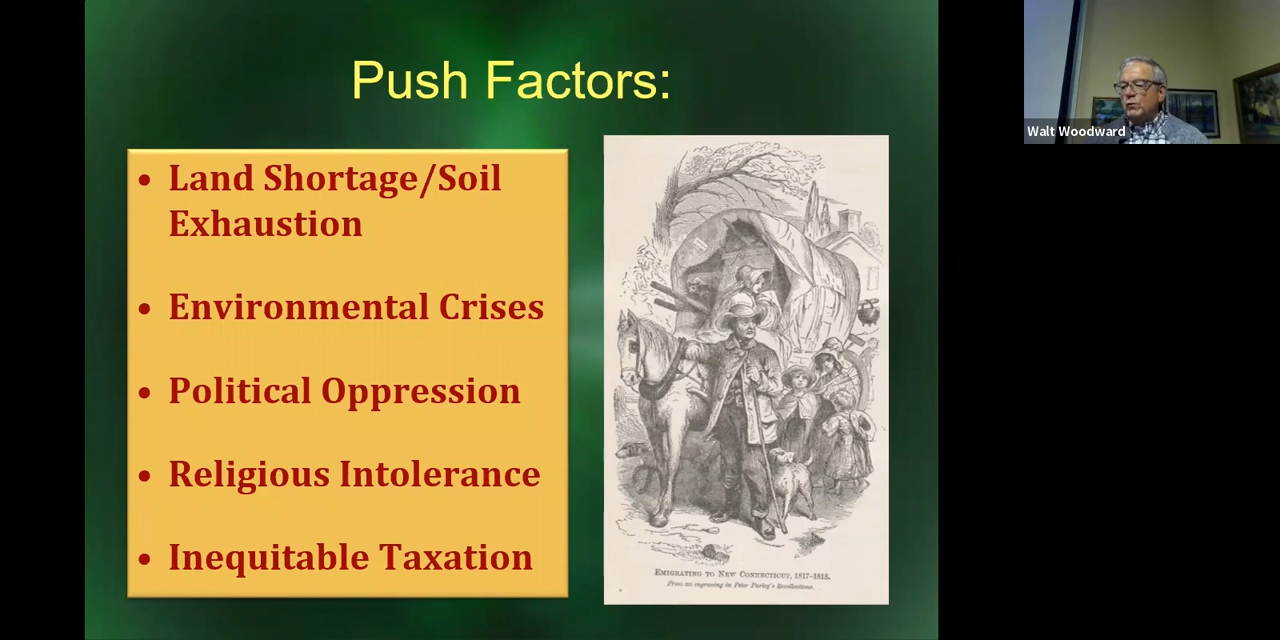 Push Factors:
• Land Shortage/Soil
Exhaustion
• Environmental Crises
• Political Oppression
• Religious Intolerance
• Inequitable Taxation
EMIGRATING TO NEW CONNECTICUT, 1817–1818.
From an engraving in Peter Parley's Recollections.
Walt Woodward